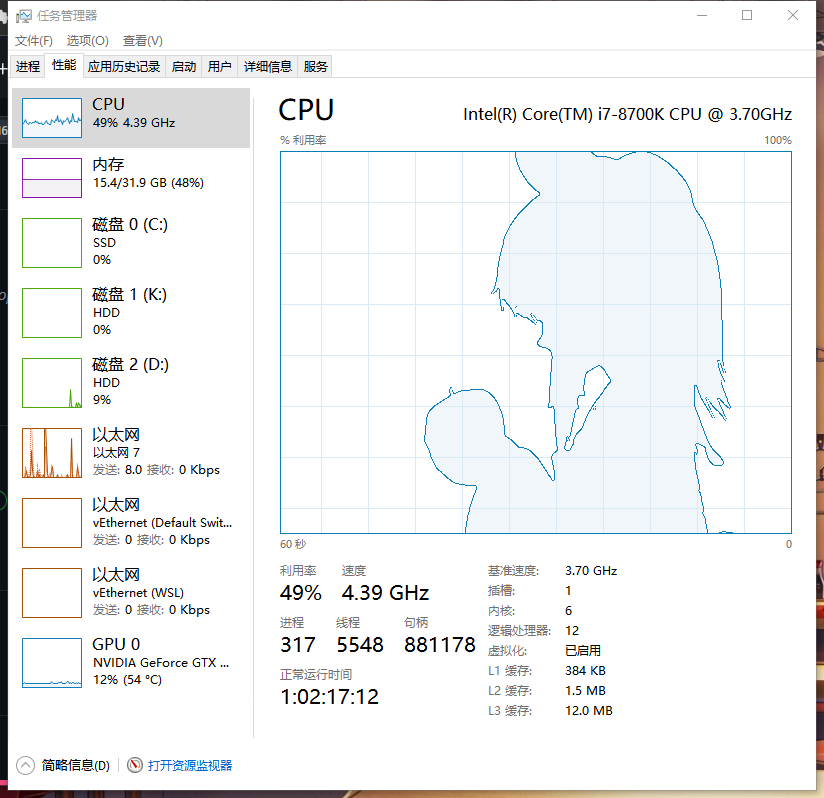 任务管理器
文件(F) 选项(O) 查看(V)
进程 性能 应用历史记录 启动 用户 详细信息 服务
CPU
49% 4.39 GHz
内存
15.4/31.9 GB (48%)
磁盘 0 (C:)
SSD
0%
磁盘 1 (K:)
HDD
0%
磁盘 2 (D:)
HDD
9%
以太网
以太网 7
发送: 8.0 接收: 0 Kbps
以太网
vEthernet (Default Swit...
发送: 0 接收: 0 Kbps
以太网
vEthernet (WSL)
发送: 0 接收: 0 Kbps
GPU 0
NVIDIA GeForce GTX ...
12% (54 °C)
CPU
Intel(R) Core(TM) i7-8700K CPU @ 3.70GHz
% 利用率 100%
60 秒 0
利用率 速度
49% 4.39 GHz
进程 线程 句柄
317 5548 881178
正常运行时间
1:02:17:12
基准速度: 3.70 GHz
插槽: 1
内核: 6
逻辑处理器: 12
虚拟化: 已启用
L1 缓存: 384 KB
L2 缓存: 1.5 MB
L3 缓存: 12.0 MB
简略信息(D) 打开资源监视器